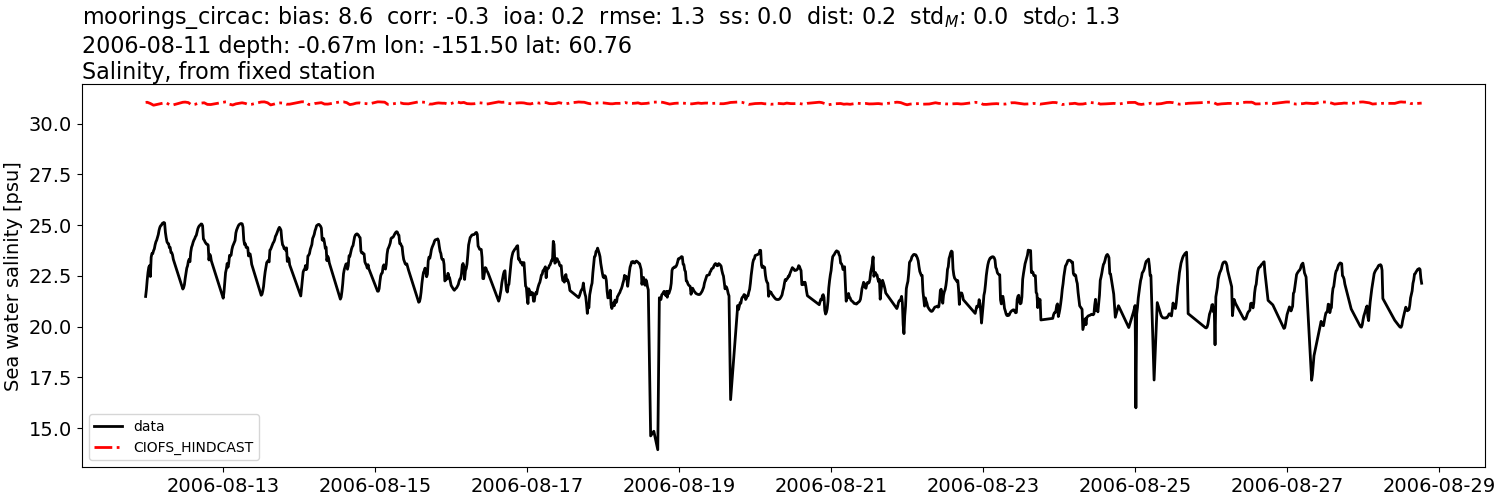 moorings_circac: bias: 8.6  corr: -0.3  ioa: 0.2  rmse: 1.3  ss: 0.0  dist: 0.2  std_M: 0.0  std_O: 1.3
2006-08-11 depth: -0.67m lon: -151.50 lat: 60.76
Salinity, from fixed station
Sea water salinity [psu]
30.0
27.5
25.0
22.5
20.0
17.5
15.0
data
CIOFS_HINDCAST
2006-08-13 2006-08-15 2006-08-17 2006-08-19 2006-08-21 2006-08-23 2006-08-25 2006-08-27 2006-08-29